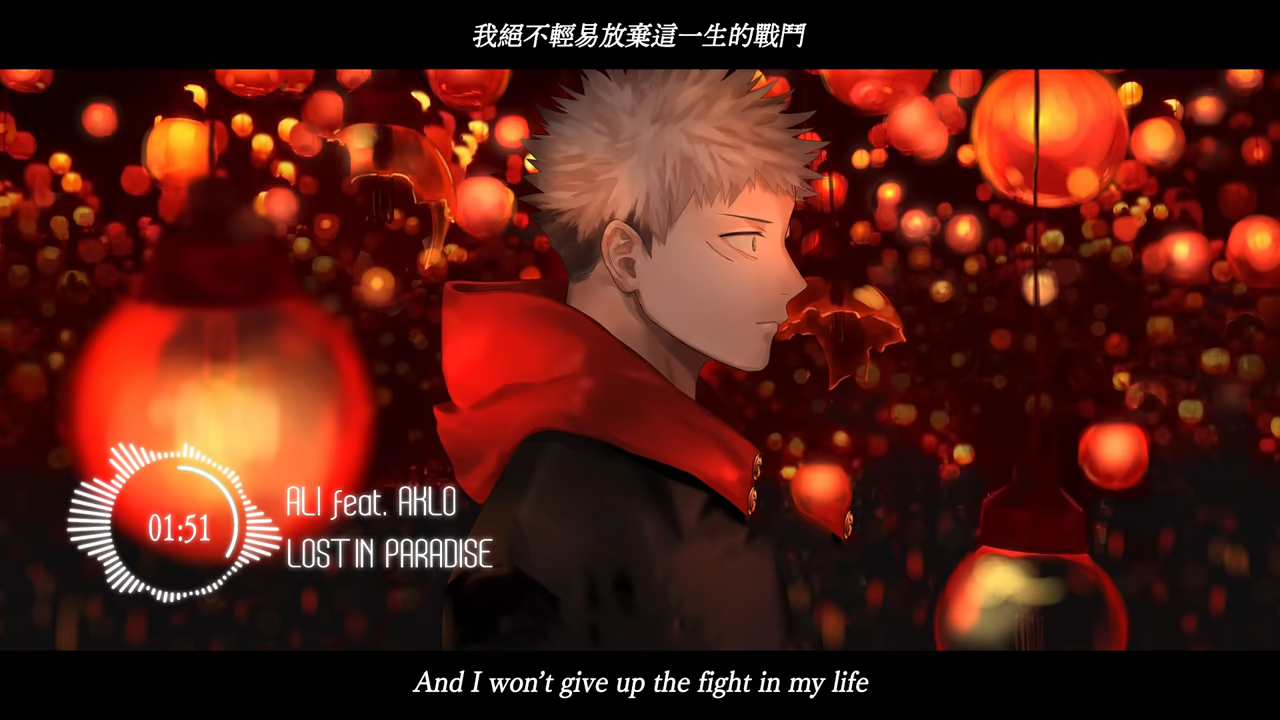 我絕不輕易放棄這一生的戰鬥
01:51
ALI feat. AKLO
LOST IN PARADISE
And I won't give up the fight in my life